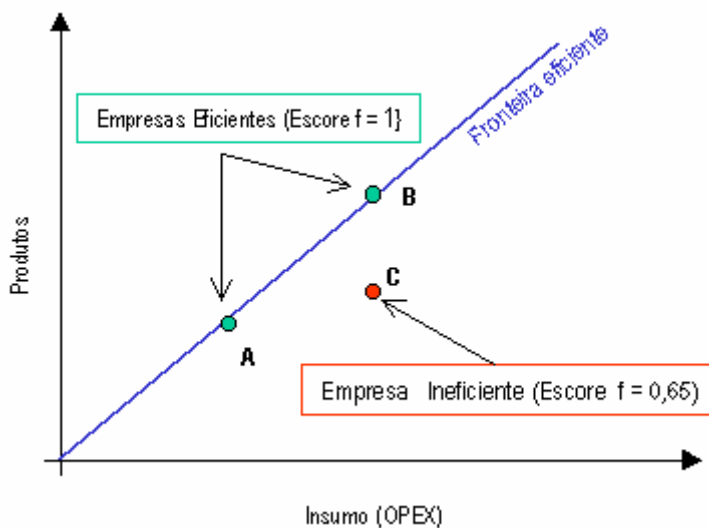 Fronteira eficiente
Empresas Eficientes (Escore f = 1}
B
C
A
Empresa Ineficiente (Escore f = 0,65)
Produtos
Insumo (OPEX)